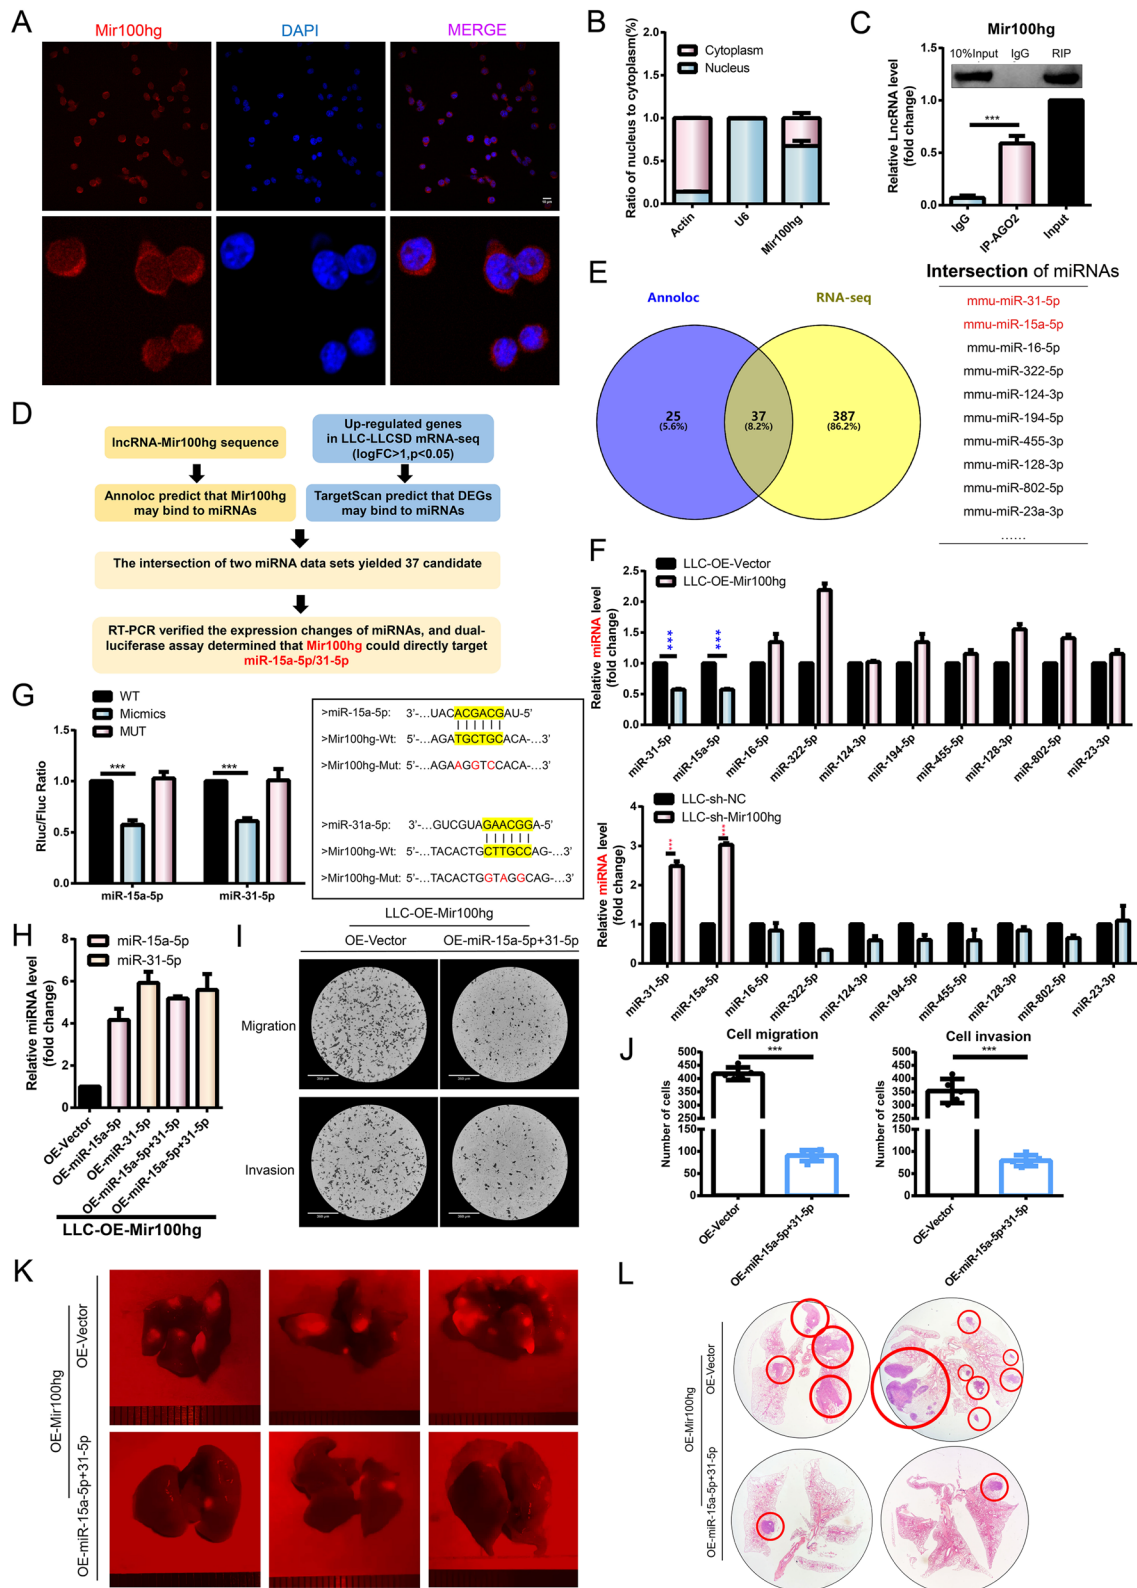 A
Mir100hg
DAPI
MERGE
B
Ratio of nucleus to cytoplasm(%)
1.0
0.5
0.0
Cytoplasm
Nucleus
Actin
U6
Mir100hg
C
Mir100hg
10%Input IgG RIP
Relative LncRNA level
(fold change)
1.5
1.0
0.5
0.0
***
IgG
IP-AGO2
Input
D
lncRNA-Mir100hg sequence
Up-regulated genes
in LLC-LLCSD mRNA-seq
(logFC>1,p<0.05)
Annoloc predict that Mir100hg
may bind to miRNAs
TargetScan predict that DEGs
may bind to miRNAs
The intersection of two miRNA data sets yielded 37 candidate
RT-PCR verified the expression changes of miRNAs, and dual-
luciferase assay determined that Mir100hg could directly target
miR-15a-5p/31-5p
E
Annoloc
RNA-seq
25
(5.6%)
37
(8.2%)
387
(86.2%)
Intersection of miRNAs
mmu-miR-31-5p
mmu-miR-15a-5p
mmu-miR-16-5p
mmu-miR-322-5p
mmu-miR-124-3p
mmu-miR-194-5p
mmu-miR-455-3p
mmu-miR-128-3p
mmu-miR-802-5p
mmu-miR-23a-3p
......
F
LLC-OE-Vector
LLC-OE-Mir100hg
Relative miRNA level
(fold change)
2.5
2.0
1.5
1.0
0.5
0.0
***
***
miR-31-5p
miR-15a-5p
miR-16-5p
miR-322-5p
miR-124-3p
miR-194-5p
miR-455-5p
miR-128-3p
miR-802-5p
miR-23-3p
LLC-sh-NC
LLC-sh-Mir100hg
Relative miRNA level
(fold change)
4
3
2
1
0
***
***
miR-31-5p
miR-15a-5p
miR-16-5p
miR-322-5p
miR-124-3p
miR-194-5p
miR-455-5p
miR-128-3p
miR-802-5p
miR-23-3p
G
WT
Micmics
MUT
Rluc/Fluc Ratio
1.5
1.0
0.5
0.0
***
***
miR-15a-5p
miR-31-5p
>miR-15a-5p: 3'-...UACACGACGAU-5'
>Mir100hg-Wt: 5'-...AGATGCTGCACA-...3'
>Mir100hg-Mut: 5'-...AGAAGGTCCACA-...3'
>miR-31a-5p: 3'-...GUCGUAGAACGGA-5'
>Mir100hg-Wt: 5'-...TACACTGCTTGCCAG-...3'
>Mir100hg-Mut: 5'-...TACACTGGTAGGCAG-...3'
H
miR-15a-5p
miR-31-5p
Relative miRNA level
(fold change)
8
6
4
2
0
OE-Vector
OE-miR-15a-5p
OE-miR-31-5p
OE-miR-15a-5p+31-5p
OE-miR-15a-5p+31-5p
LLC-OE-Mir100hg
I
LLC-OE-Mir100hg
OE-Vector
OE-miR-15a-5p+31-5p
Migration
Invasion
J
Cell migration
Number of cells
500
450
400
350
300
250
150
100
50
0
***
OE-Vector
OE-miR-15a-5p+31-5p
Cell invasion
Number of cells
500
450
400
350
300
250
150
100
50
0
***
OE-Vector
OE-miR-15a-5p+31-5p
K
OE-Mir100hg
OE-Vector
OE-miR-15a-5p+31-5p
L
OE-Mir100hg
OE-Vector
OE-miR-15a-5p+31-5p